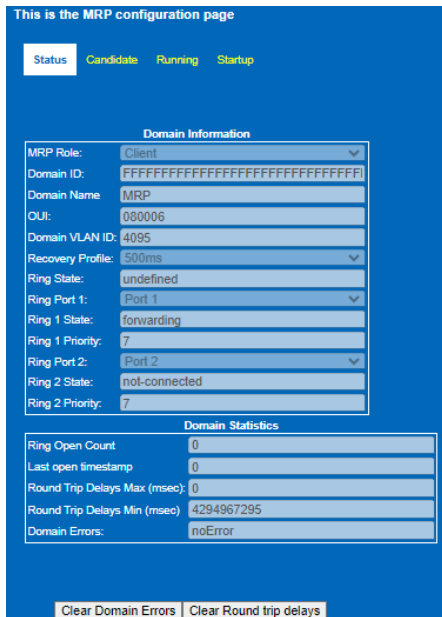 This is the MRP configuration page
Status Candidate Running Startup
Domain Information
MRP Role: Client
Domain ID: FFFFFFFFFFFFFFFFFFFFFFFFFFFFFFF
Domain Name MRP
OUI: 080006
Domain VLAN ID: 4095
Recovery Profile: 500ms
Ring State: undefined
Ring Port 1: Port 1
Ring 1 State: forwarding
Ring 1 Priority: 7
Ring Port 2: Port 2
Ring 2 State: not-connected
Ring 2 Priority: 7
Domain Statistics
Ring Open Count 0
Last open timestamp 0
Round Trip Delays Max (msec): 0
Round Trip Delays Min (msec) 4294967295
Domain Errors: noError
Clear Domain Errors Clear Round trip delays